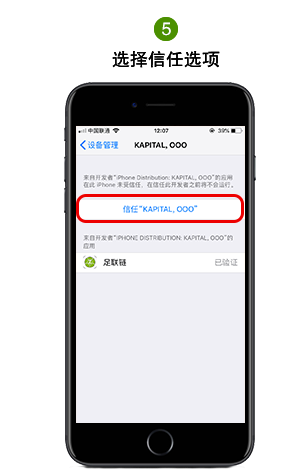 5
选择信任选项
中国联通 12:07 39%
设备管理 KAPITAL, OOO
来自开发者“iPhone Distribution: KAPITAL, OOO”的应用
在此 iPhone 未受信任，在信任此开发者之前将不会运行。
信任“KAPITAL, OOO”
来自开发者“IPHONE DISTRIBUTION: KAPITAL, OOO”的
应用
足联链 已验证